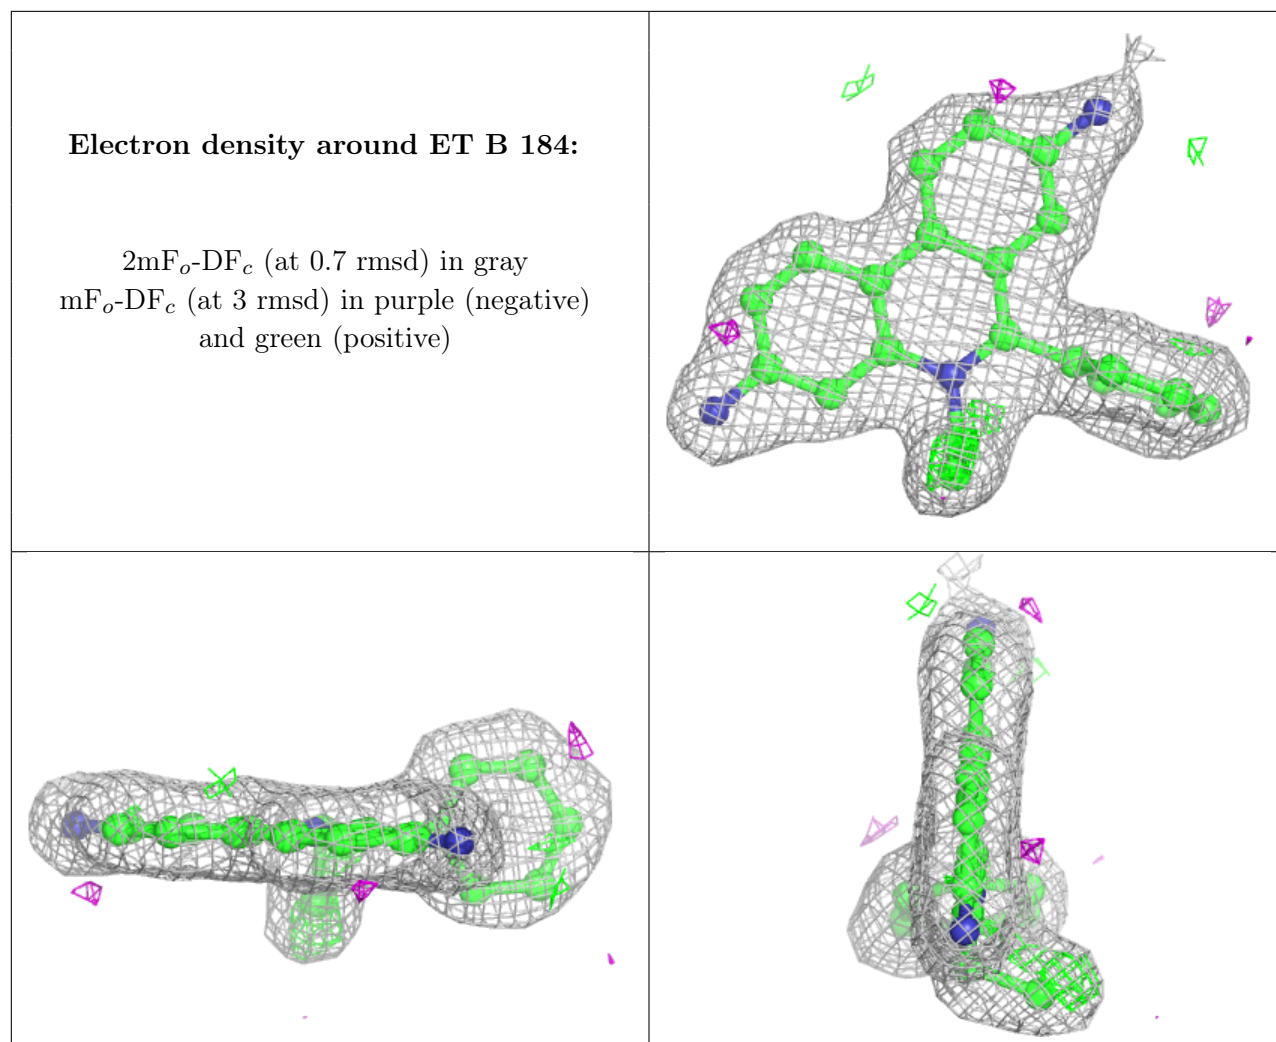 Electron density around ET B 184:
2mF$_o$-DF$_c$ (at 0.7 rmsd) in gray
mF$_o$-DF$_c$ (at 3 rmsd) in purple (negative)
and green (positive)